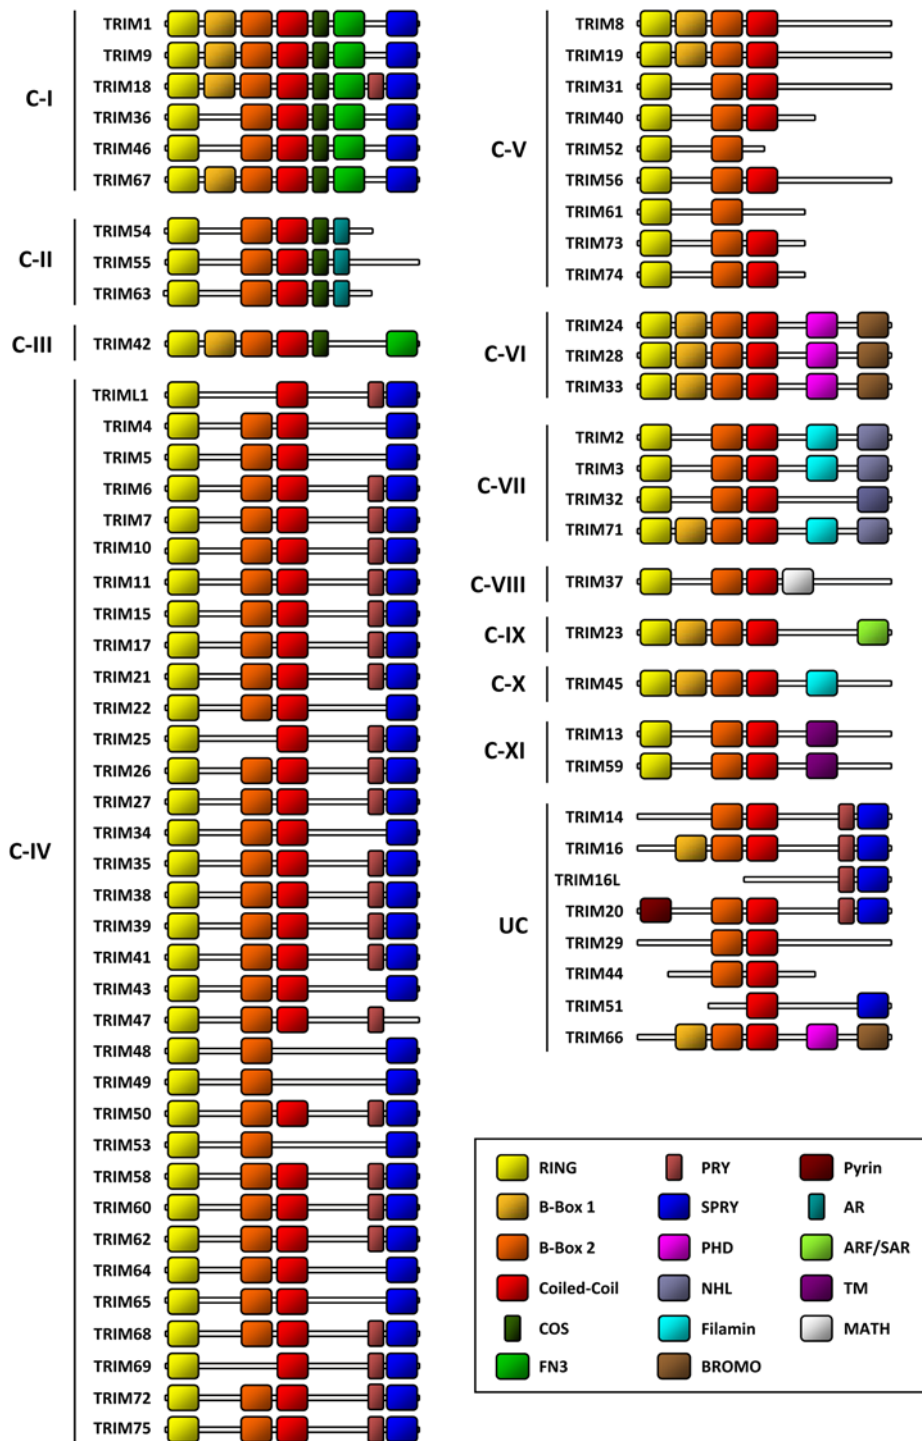 C-I
TRIM1
TRIM9
TRIM18
TRIM36
TRIM46
TRIM67
C-II
TRIM54
TRIM55
TRIM63
C-III
TRIM42
C-IV
TRIML1
TRIM4
TRIM5
TRIM6
TRIM7
TRIM10
TRIM11
TRIM15
TRIM17
TRIM21
TRIM22
TRIM25
TRIM26
TRIM27
TRIM34
TRIM35
TRIM38
TRIM39
TRIM41
TRIM43
TRIM47
TRIM48
TRIM49
TRIM50
TRIM53
TRIM58
TRIM60
TRIM62
TRIM64
TRIM65
TRIM68
TRIM69
TRIM72
TRIM75
C-V
TRIM8
TRIM19
TRIM31
TRIM40
TRIM52
TRIM56
TRIM61
TRIM73
TRIM74
C-VI
TRIM24
TRIM28
TRIM33
C-VII
TRIM2
TRIM3
TRIM32
TRIM71
C-VIII
TRIM37
C-IX
TRIM23
C-X
TRIM45
C-XI
TRIM13
TRIM59
UC
TRIM14
TRIM16
TRIM16L
TRIM20
TRIM29
TRIM44
TRIM51
TRIM66
RING
B-Box 1
B-Box 2
Coiled-Coil
COS
FN3
PRY
SPRY
PHD
NHL
Filamin
BROMO
Pyrin
AR
ARF/SAR
TM
MATH